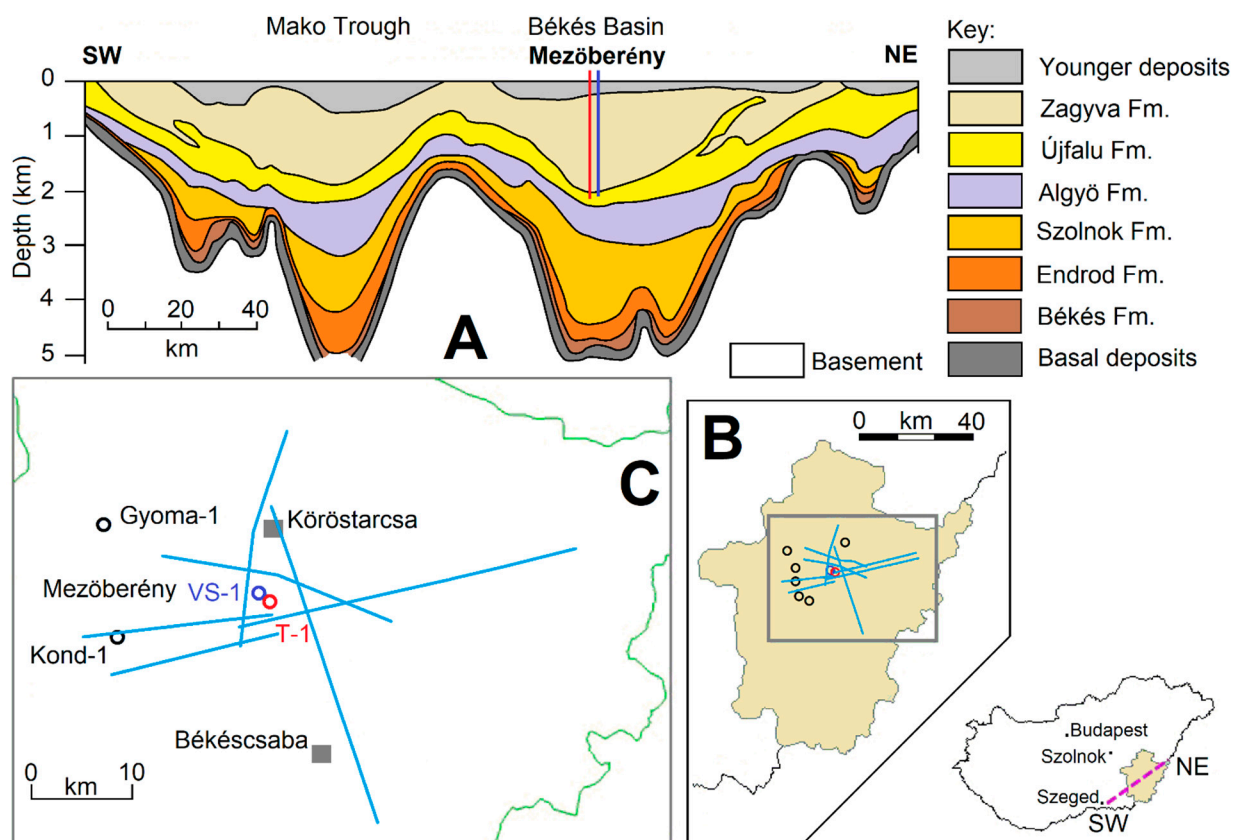 Mako Trough
Békés Basin
Key:
SW
Mezöberény
NE
Younger deposits
Zagyva Fm.
Újfalu Fm.
Algyö Fm.
Szolnok Fm.
Endrod Fm.
Békés Fm.
Basal deposits
Depth (km)
0
1
2
3
4
5
0 20 40
km
A
Basement
C
Gyoma-1
Köröstarcsa
Mezöberény
VS-1
T-1
Kond-1
Békéscsaba
0 10
km
B
km
0 40
Budapest
Szolnok
Szeged
NE
SW